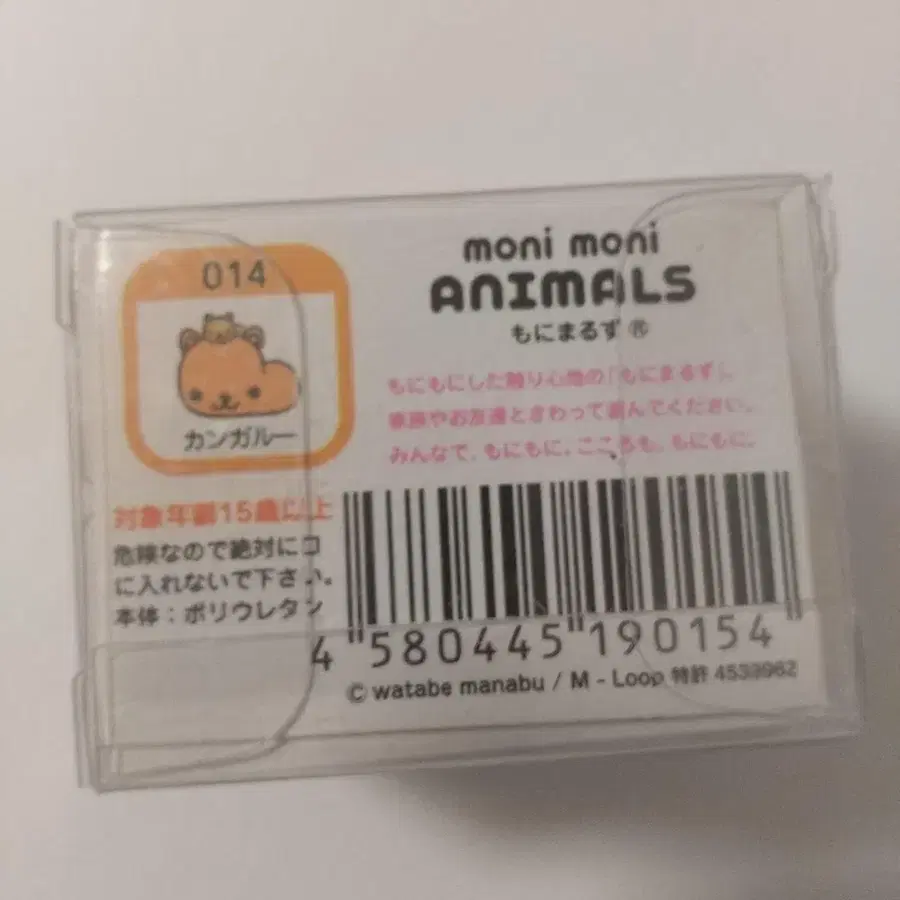 014
カンガルー
moni moni
ANIMALS
もにまるず®
もにもにした触り心地の「もにまるず」。
家族やお友達とさわって遊んでください。
みんなで、もにもに。こころも、もにもに。
対象年齢15歳以上
危険なので絶対に口
に入れないで下さい。
本体：ポリウレタン
4"580445"190154
© watabe manabu / M - Loop 特許 4539962